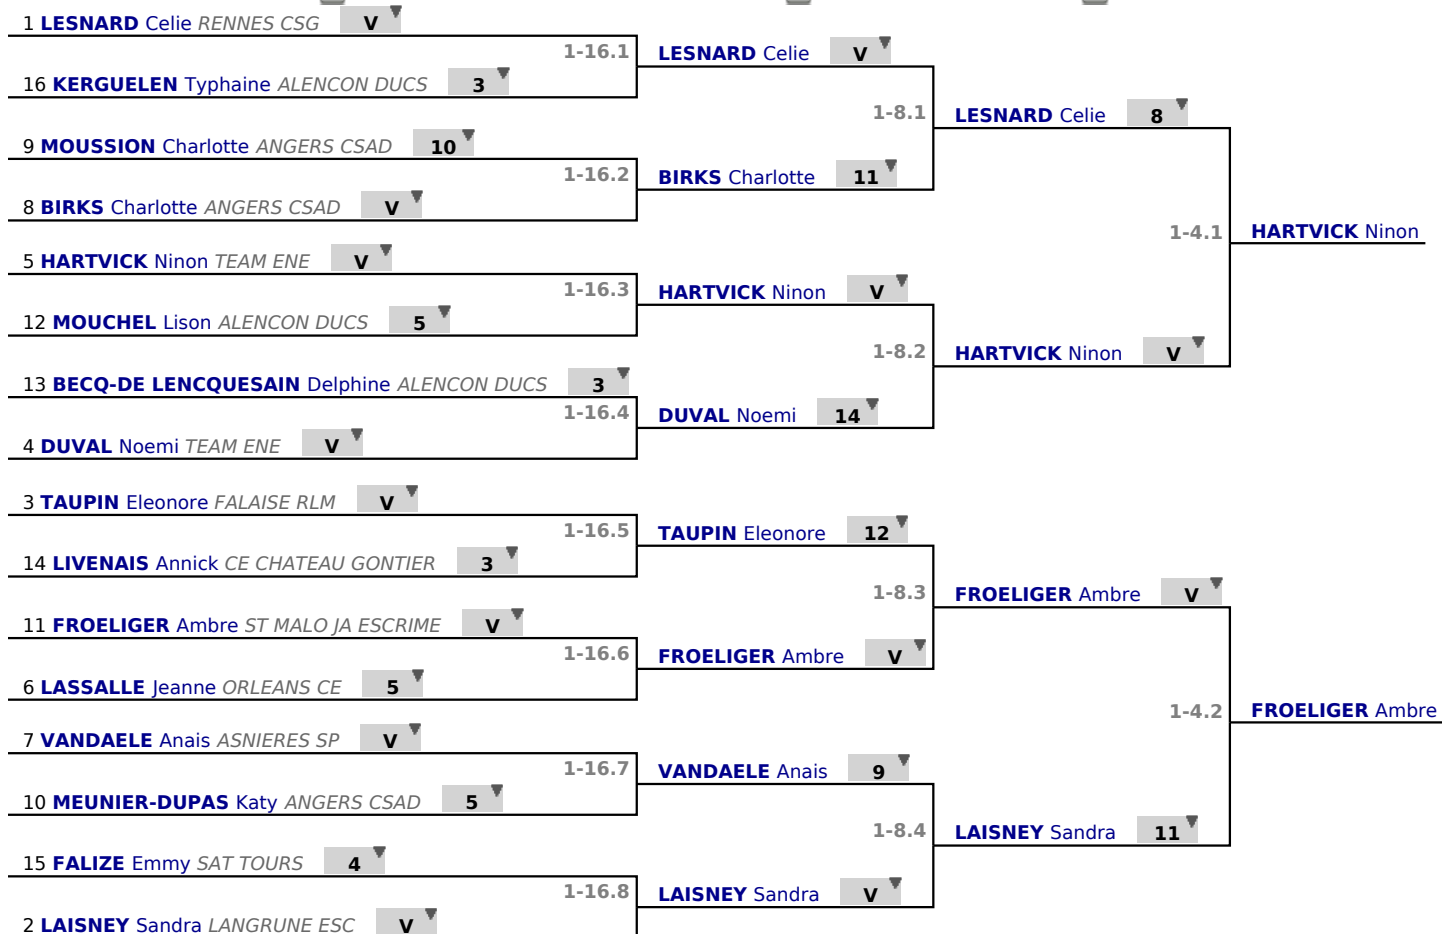 1 LESNARD Celie RENNES CSG V
1-16.1
16 KERGUELEN Typhaine ALENCON DUCS 3
9 MOUSSION Charlotte ANGERS CSAD 10
1-16.2
8 BIRKS Charlotte ANGERS CSAD V
5 HARTVICK Ninon TEAM ENE V
1-16.3
12 MOUCHEL Lison ALENCON DUCS 5
13 BECQ-DE LENCQUESAIN Delphine ALENCON DUCS 3
1-16.4
4 DUVAL Noemi TEAM ENE V
3 TAUPIN Eleonore FALAISE RLM V
1-16.5
14 LIVENAIS Annick CE CHATEAU GONTIER 3
11 FROELIGER Ambre ST MALO JA ESCRIME V
1-16.6
6 LASSALLE Jeanne ORLEANS CE 5
7 VANDAELE Anais ASNIERES SP V
1-16.7
10 MEUNIER-DUPAS Katy ANGERS CSAD 5
15 FALIZE Emmy SAT TOURS 4
1-16.8
2 LAISNEY Sandra LANGRUNE ESC V
LESNARD Celie V
1-8.1
BIRKS Charlotte 11
HARTVICK Ninon V
1-8.2
DUVAL Noemi 14
TAUPIN Eleonore 12
1-8.3
FROELIGER Ambre V
VANDAELE Anais 9
1-8.4
LAISNEY Sandra V
LESNARD Celie 8
1-4.1
HARTVICK Ninon V
FROELIGER Ambre V
1-4.2
LAISNEY Sandra 11
HARTVICK Ninon
FROELIGER Ambre